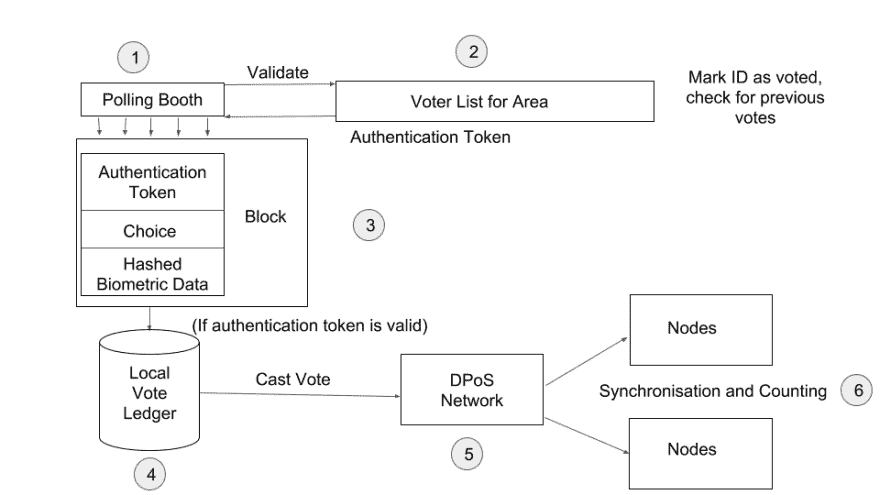 1
2
Validate
Polling Booth
Voter List for Area
Mark ID as voted,
check for previous
votes
Authentication Token
Authentication
Token
Block
Choice
3
Hashed
Biometric Data
(If authentication token is valid)
Nodes
Local
Vote
Ledger
Cast Vote
DPoS
Network
Synchronisation and Counting
6
Nodes
4
5